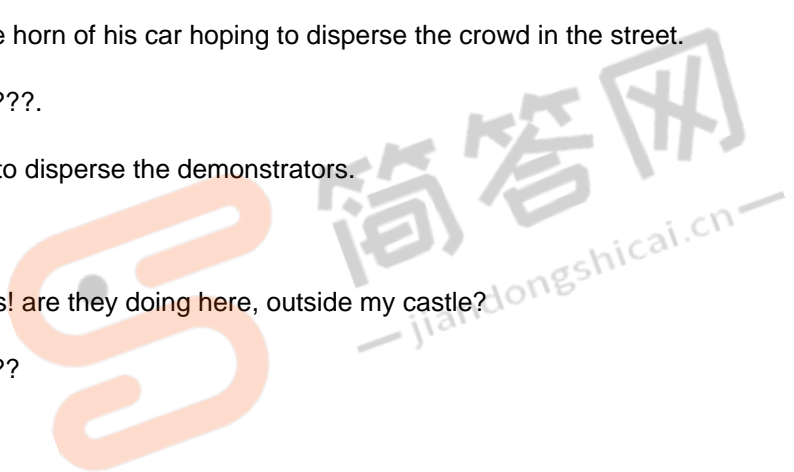 e horn of his car hoping to disperse the crowd in the street.
???.
to disperse the demonstrators.
s! are they doing here, outside my castle?
??
简答网
jiandongshicai.cn